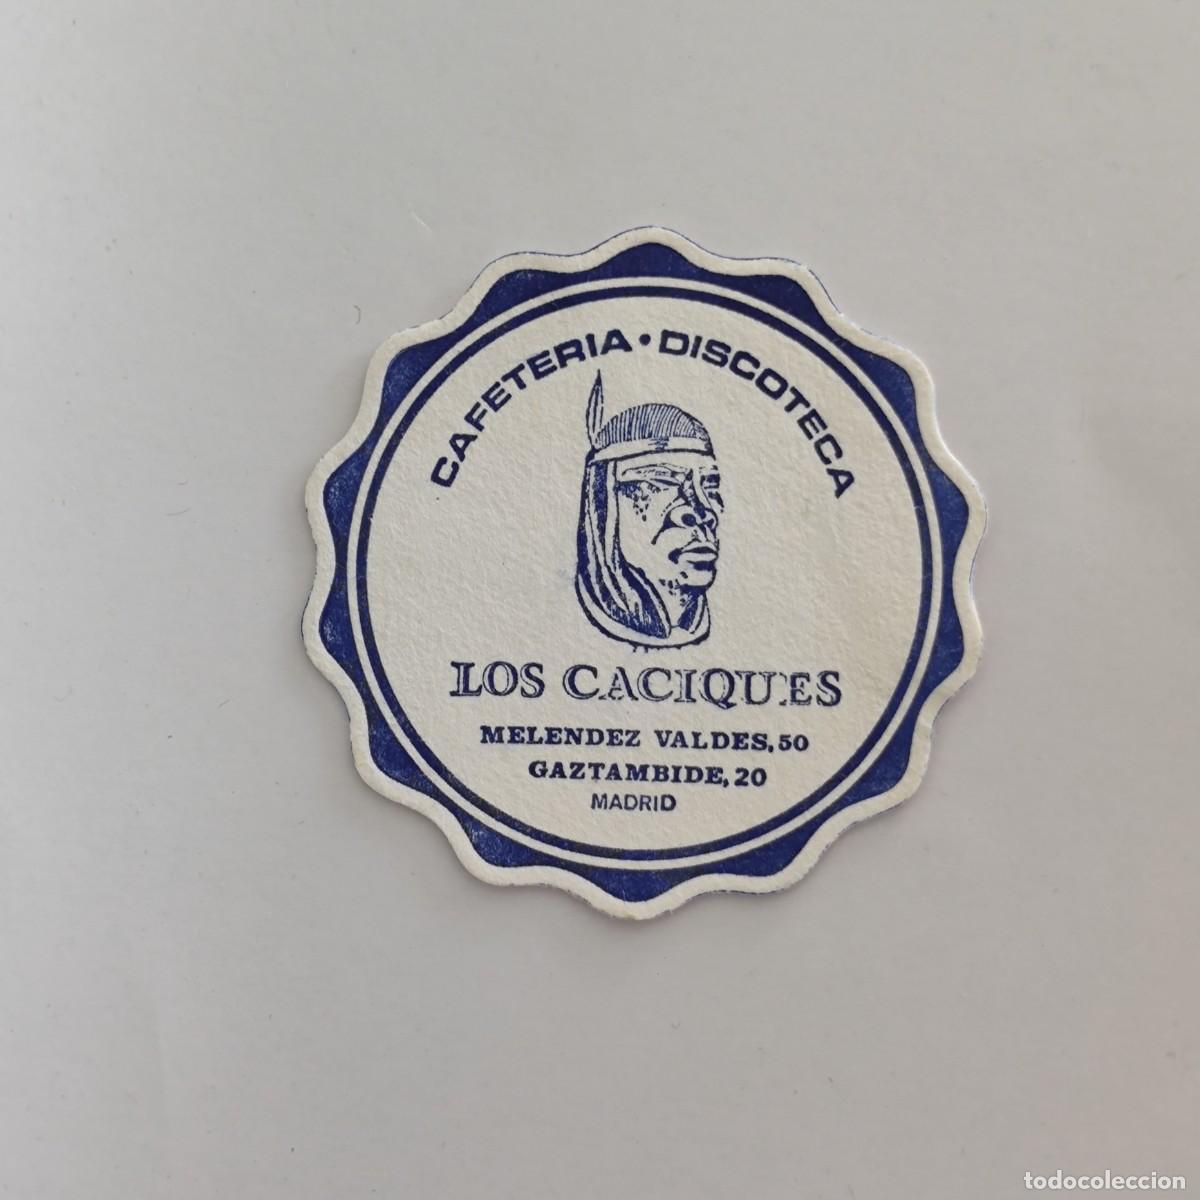 CAFETERIA · DISCOTECA
LOS CACIQUES
MELENDEZ VALDES, 50
GAZTAMBIDE, 20
MADRID
todocoleccion